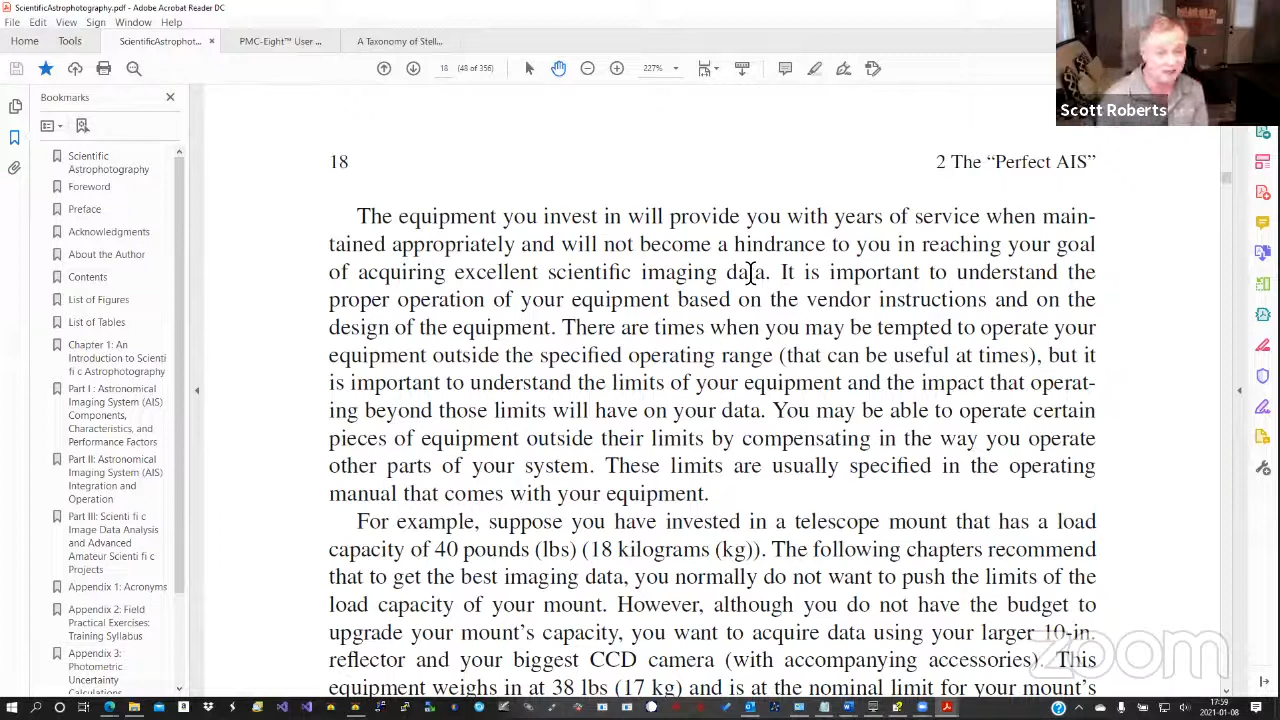 ScientificAstrophotography.pdf - Adobe Acrobat Reader DC
File Edit View Sign Window Help
Home Tools ScientificAstrophot... × PMC-Eight™ User ... A Taxonomy of Stell...
18 (48 of 356) 227%
Bookmarks
Scientific
Astrophotography
Foreword
Preface
Acknowledgments
About the Author
Contents
List of Figures
List of Tables
Chapter 1: An
Introduction to Scienti
fi c Astrophotography
Part I : Astronomical
Imaging System (AIS)
Components,
Characteristics, and
Performance Factors
Part II: Astronomical
Imaging System (AIS)
Integration and
Operation
Part III: Scienti fi c
Image Data Analysis
and Advanced
Amateur Scienti fi c
Projects
Appendix 1: Acronyms
Appendix 2: Field
Practical Exercises:
Training Syllabus
Appendix 3:
Photometric
Uncertainty
Calculations
18 2 The “Perfect AIS”
The equipment you invest in will provide you with years of service when main-
tained appropriately and will not become a hindrance to you in reaching your goal
of acquiring excellent scientific imaging data. It is important to understand the
proper operation of your equipment based on the vendor instructions and on the
design of the equipment. There are times when you may be tempted to operate your
equipment outside the specified operating range (that can be useful at times), but it
is important to understand the limits of your equipment and the impact that operat-
ing beyond those limits will have on your data. You may be able to operate certain
pieces of equipment outside their limits by compensating in the way you operate
other parts of your system. These limits are usually specified in the operating
manual that comes with your equipment.
For example, suppose you have invested in a telescope mount that has a load
capacity of 40 pounds (lbs) (18 kilograms (kg)). The following chapters recommend
that to get the best imaging data, you normally do not want to push the limits of the
load capacity of your mount. However, although you do not have the budget to
upgrade your mount’s capacity, you want to acquire data using your larger 10-in.
reflector and your biggest CCD camera (with accompanying accessories). This
equipment weighs in at 38 lbs (17 kg) and is at the nominal limit for your mount’s
Scott Roberts
zoom
17:59
2021-01-08